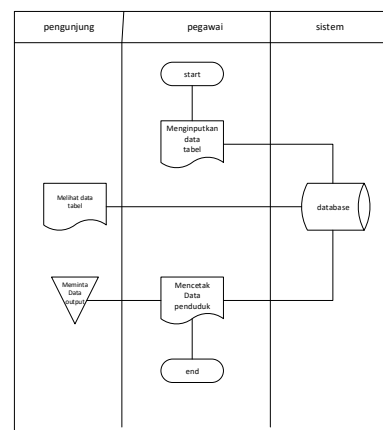 pengunjung
pegawai
sistem
start
Menginputkan
data
tabel
Melihat data
tabel
database
Meminta
Data
output
Mencetak
Data
penduduk
end